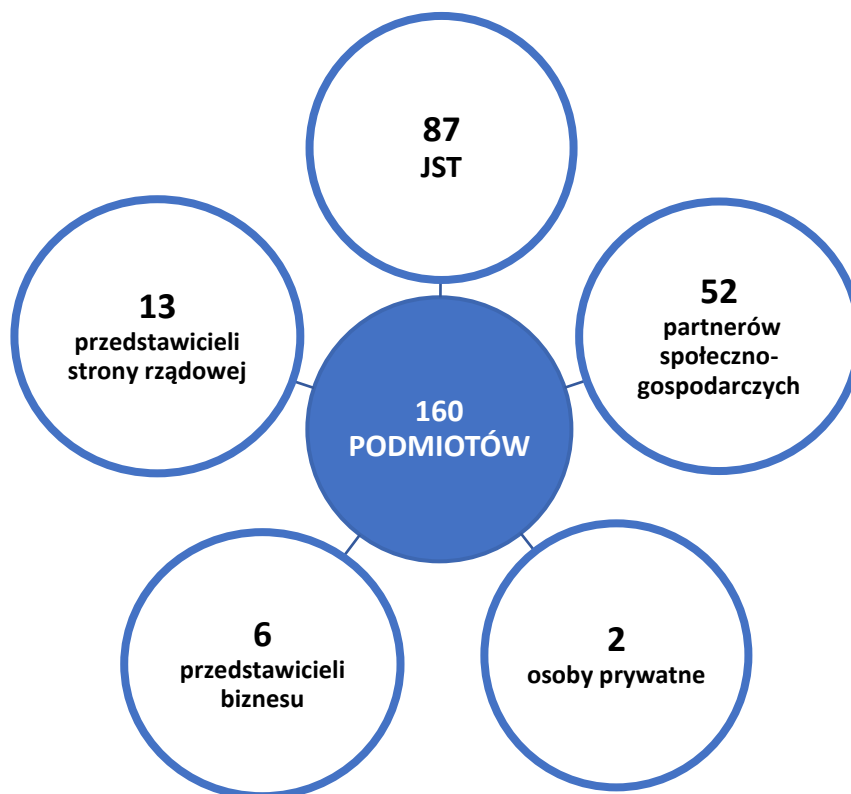 87
JST
52
partnerów
społeczno-
gospodarczych
2
osoby prywatne
6
przedstawicieli
biznesu
13
przedstawicieli
strony rządowej
160
PODMIOTÓW